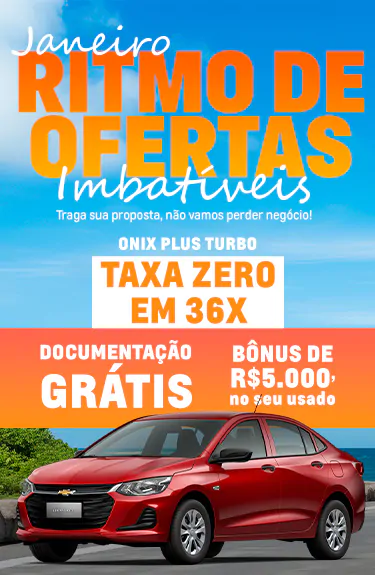 Janeiro
RITMO DE
OFERTAS
Imbatíveis
Traga sua proposta, não vamos perder negócio!
ONIX PLUS TURBO
TAXA ZERO
EM 36X
DOCUMENTAÇÃO
GRÁTIS
BÔNUS DE
R$5.000,
no seu usado